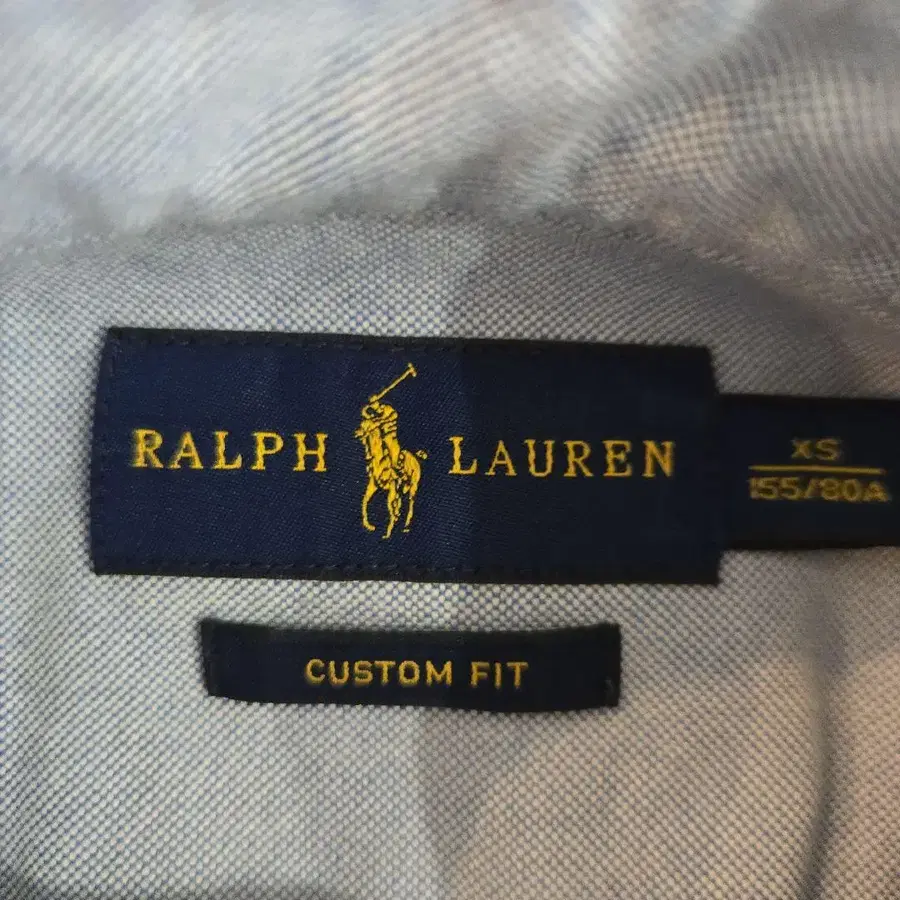 RALPH LAUREN
XS
155/80A
CUSTOM FIT